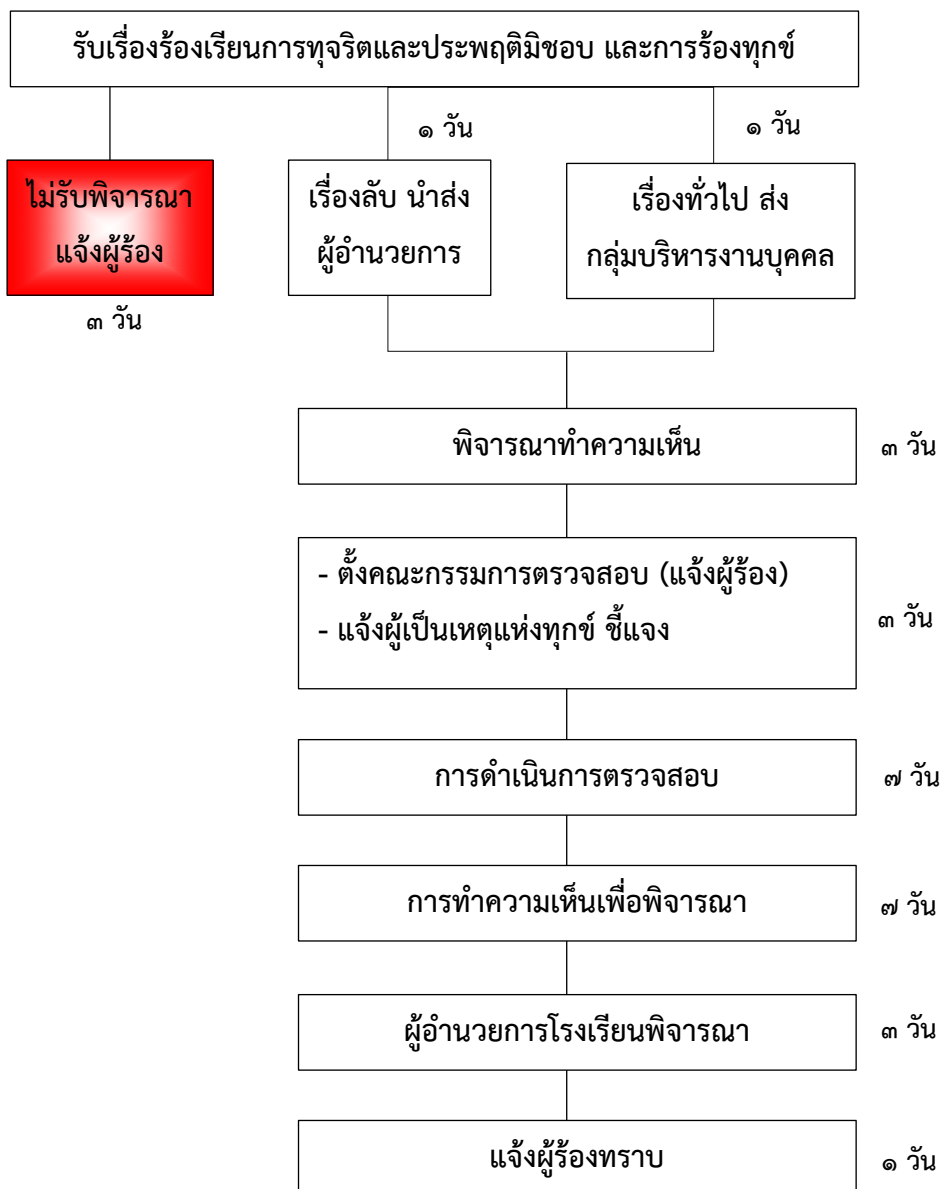 รับเรื่องร้องเรียนการทุจริตและประพฤติมิชอบ และการร้องทุกข์
๑ วัน
๑ วัน
ไม่รับพิจารณา
แจ้งผู้ร้อง
๓ วัน
เรื่องลับ นำส่ง
ผู้อำนวยการ
เรื่องทั่วไป ส่ง
กลุ่มบริหารงานบุคคล
พิจารณาทำความเห็น
๓ วัน
- ตั้งคณะกรรมการตรวจสอบ (แจ้งผู้ร้อง)
- แจ้งผู้เป็นเหตุแห่งทุกข์ ชี้แจง
๓ วัน
การดำเนินการตรวจสอบ
๗ วัน
การทำความเห็นเพื่อพิจารณา
๗ วัน
ผู้อำนวยการโรงเรียนพิจารณา
๓ วัน
แจ้งผู้ร้องทราบ
๑ วัน